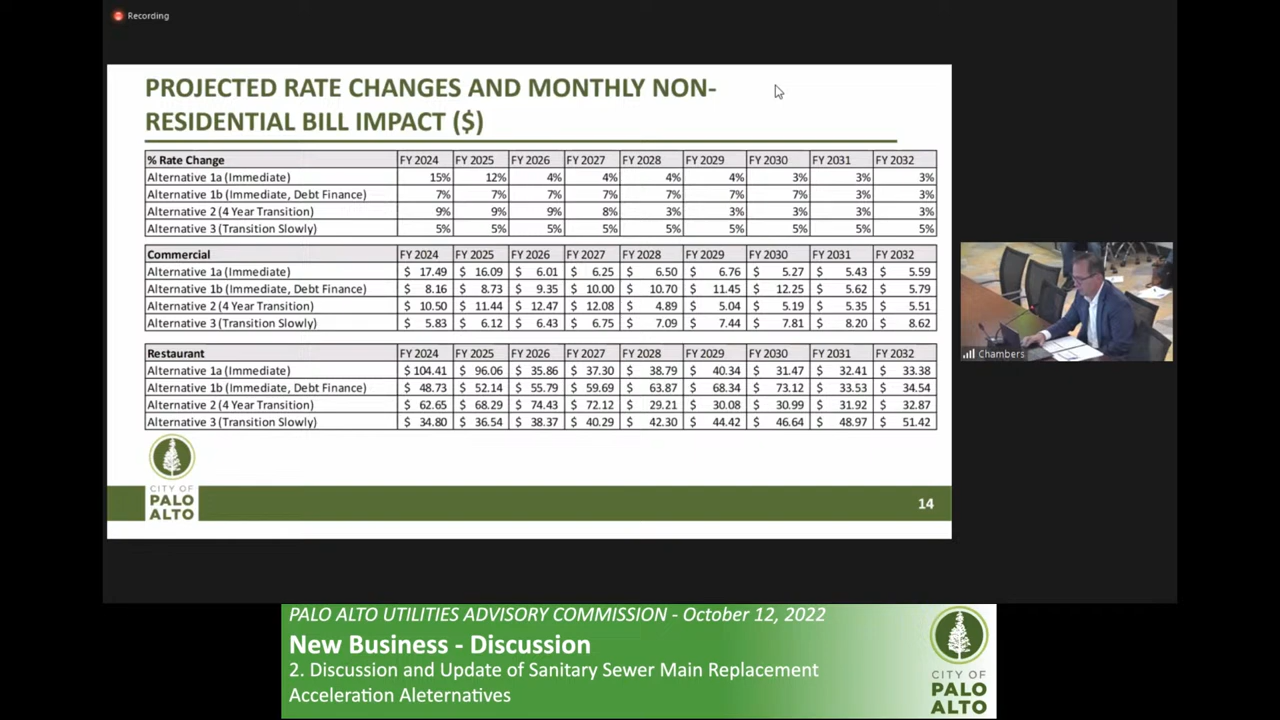 Recording
PROJECTED RATE CHANGES AND MONTHLY NON-
RESIDENTIAL BILL IMPACT ($)
% Rate Change FY 2024 FY 2025 FY 2026 FY 2027 FY 2028 FY 2029 FY 2030 FY 2031 FY 2032
Alternative 1a (Immediate) 15% 12% 4% 4% 4% 4% 3% 3% 3%
Alternative 1b (Immediate, Debt Finance) 7% 7% 7% 7% 7% 7% 7% 3% 3%
Alternative 2 (4 Year Transition) 9% 9% 9% 8% 3% 3% 3% 3% 3%
Alternative 3 (Transition Slowly) 5% 5% 5% 5% 5% 5% 5% 5% 5%
Commercial FY 2024 FY 2025 FY 2026 FY 2027 FY 2028 FY 2029 FY 2030 FY 2031 FY 2032
Alternative 1a (Immediate) $ 17.49 $ 16.09 $ 6.01 $ 6.25 $ 6.50 $ 6.76 $ 5.27 $ 5.43 $ 5.59
Alternative 1b (Immediate, Debt Finance) $ 8.16 $ 8.73 $ 9.35 $ 10.00 $ 10.70 $ 11.45 $ 12.25 $ 5.62 $ 5.79
Alternative 2 (4 Year Transition) $ 10.50 $ 11.44 $ 12.47 $ 12.08 $ 4.89 $ 5.04 $ 5.19 $ 5.35 $ 5.51
Alternative 3 (Transition Slowly) $ 5.83 $ 6.12 $ 6.43 $ 6.75 $ 7.09 $ 7.44 $ 7.81 $ 8.20 $ 8.62
Restaurant FY 2024 FY 2025 FY 2026 FY 2027 FY 2028 FY 2029 FY 2030 FY 2031 FY 2032
Alternative 1a (Immediate) $ 104.41 $ 96.06 $ 35.86 $ 37.30 $ 38.79 $ 40.34 $ 31.47 $ 32.41 $ 33.38
Alternative 1b (Immediate, Debt Finance) $ 48.73 $ 52.14 $ 55.79 $ 59.69 $ 63.87 $ 68.34 $ 73.12 $ 33.53 $ 34.54
Alternative 2 (4 Year Transition) $ 62.65 $ 68.29 $ 74.43 $ 72.12 $ 29.21 $ 30.08 $ 30.99 $ 31.92 $ 32.87
Alternative 3 (Transition Slowly) $ 34.80 $ 36.54 $ 38.37 $ 40.29 $ 42.30 $ 44.42 $ 46.64 $ 48.97 $ 51.42
CITY OF
PALO
ALTO
14
Chambers
PALO ALTO UTILITIES ADVISORY COMMISSION - October 12, 2022
New Business - Discussion
2. Discussion and Update of Sanitary Sewer Main Replacement
Acceleration Aleternatives
CITY OF
PALO
ALTO